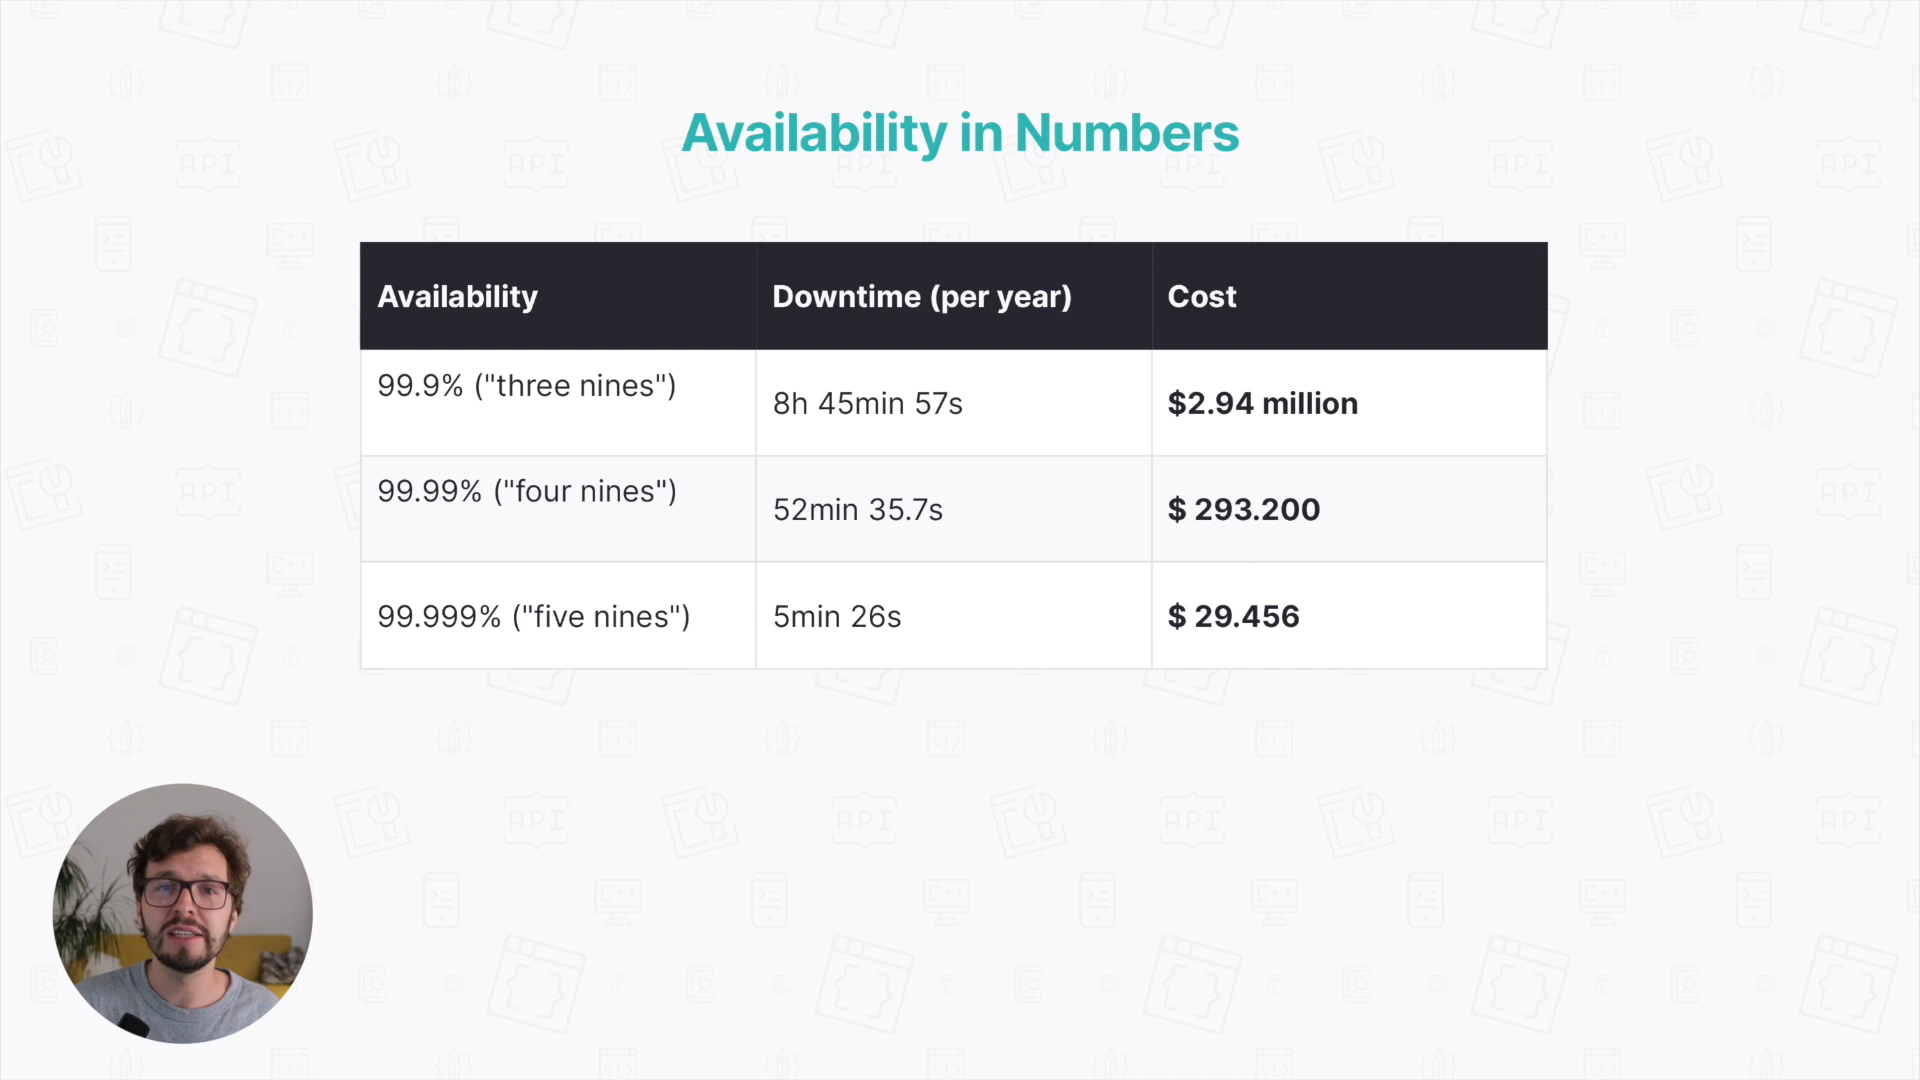 Availability in Numbers
Availability
Downtime (per year)
Cost
99.9% ("three nines")
8h 45min 57s
$2.94 million
99.99% ("four nines")
52min 35.7s
$ 293.200
99.999% ("five nines")
5min 26s
$ 29.456